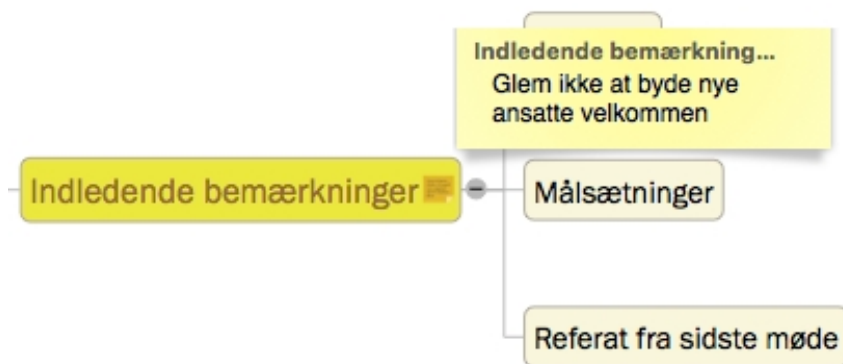 Indledende bemærkning...
Glem ikke at byde nye
ansatte velkommen
Indledende bemærkninger
Målsætninger
Referat fra sidste møde